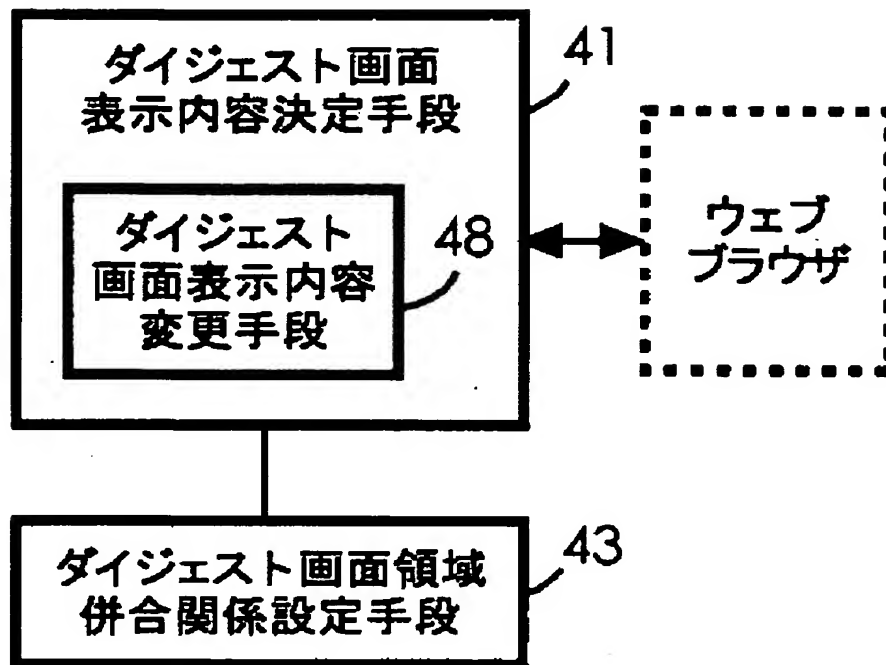 ダイジェスト画面
表示内容決定手段
41
ダイジェスト
画面表示内容
変更手段
48
ウェブ
ブラウザ
ダイジェスト画面領域
併合関係設定手段
43